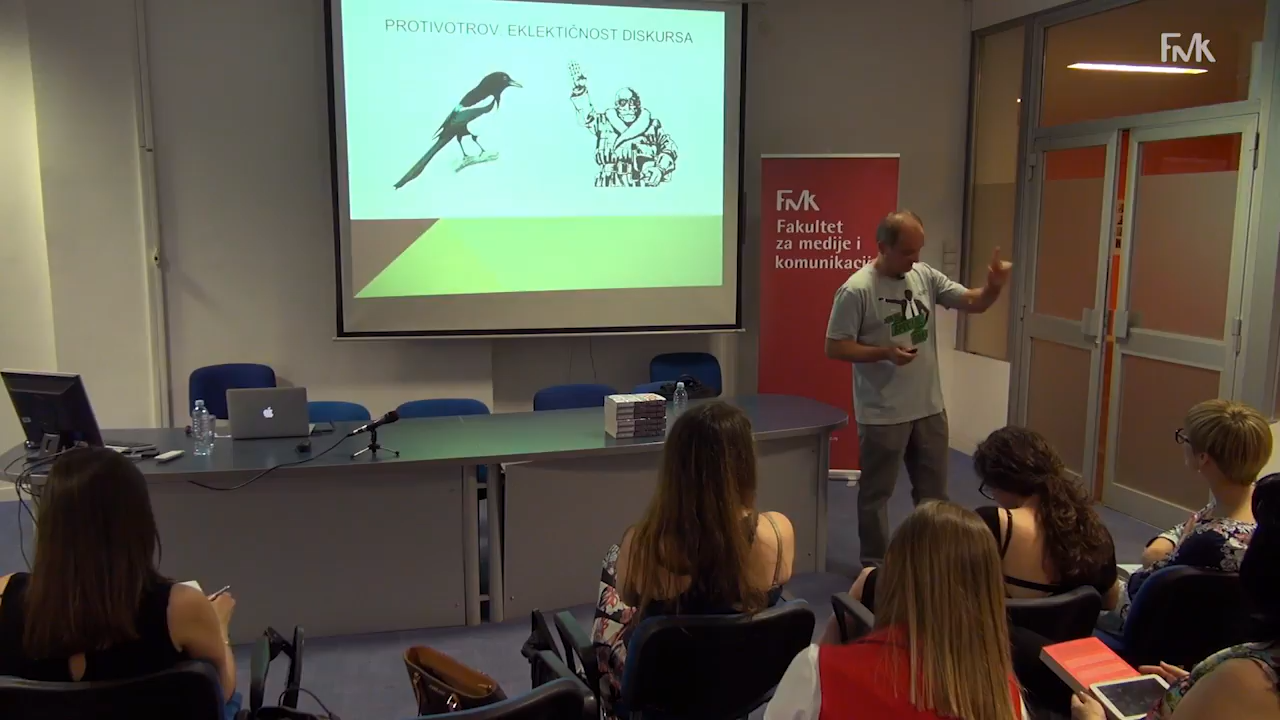 PROTIVOTROV: EKLEKTIČNOST DISKURSA
FMK
FMK
Fakultet
za medije i
komunikacij